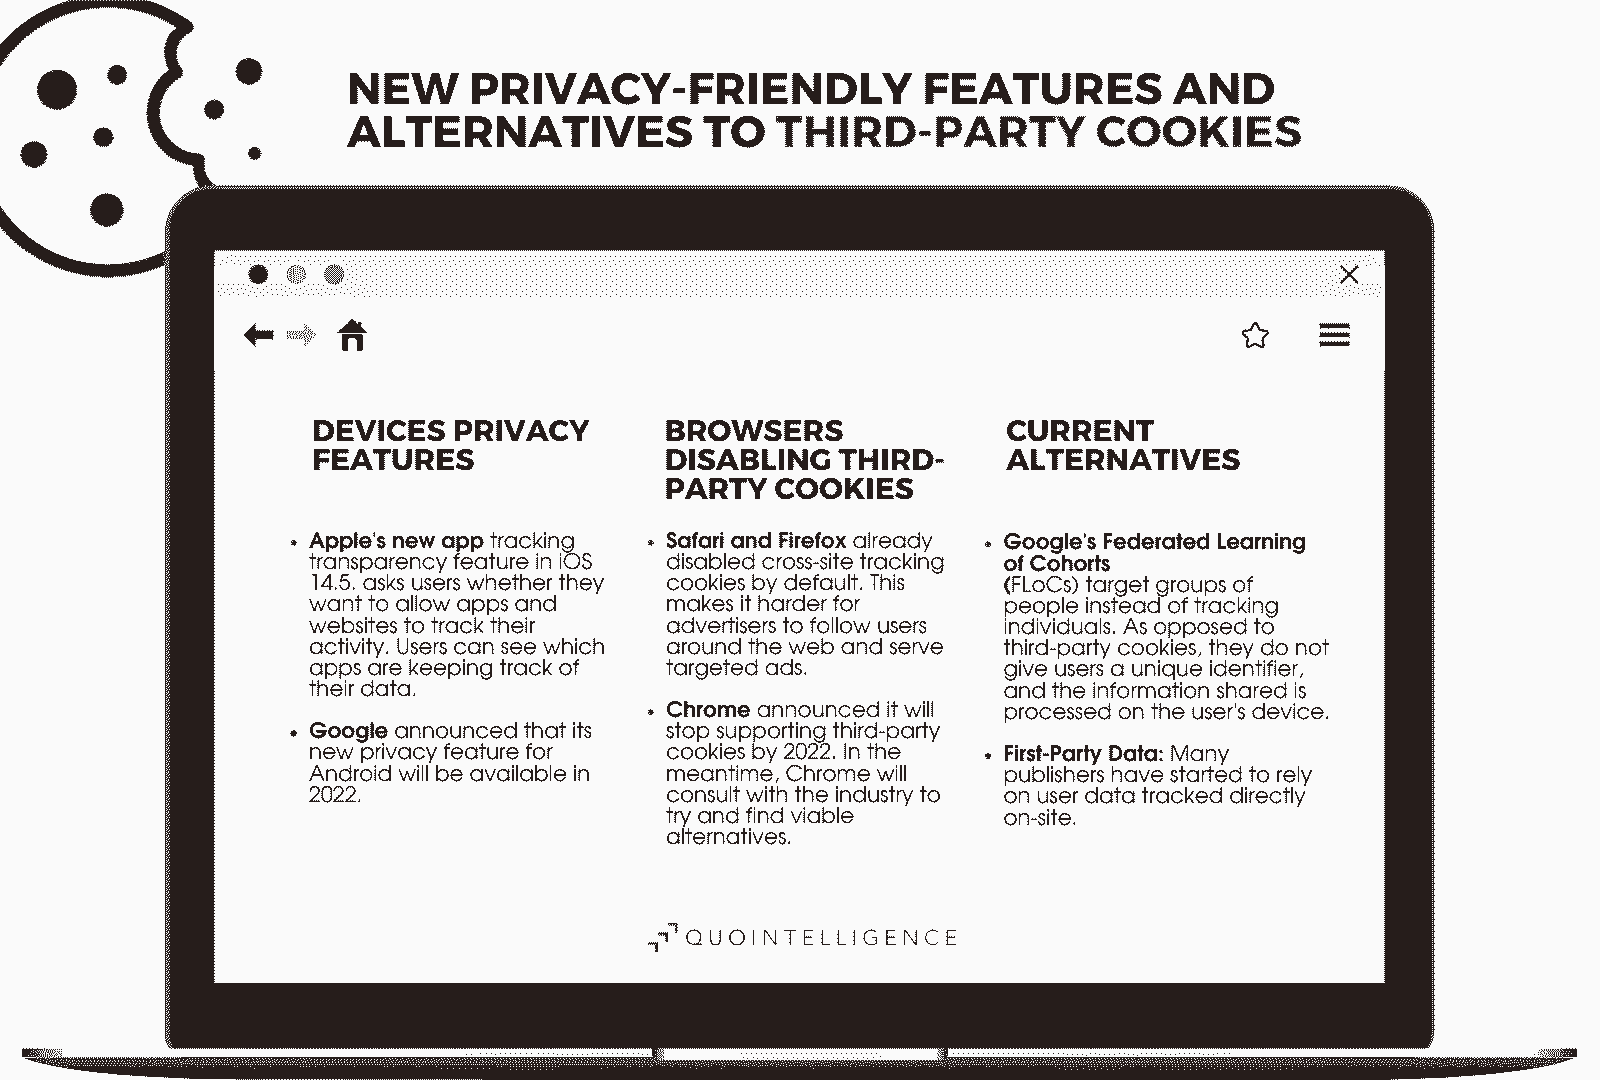 NEW PRIVACY-FRIENDLY FEATURES AND
ALTERNATIVES TO THIRD-PARTY COOKIES
DEVICES PRIVACY
FEATURES
• Apple's new app tracking
transparency feature in iOS
14.5. asks users whether they
want to allow apps and
websites to track their
activity. Users can see which
apps are keeping track of
their data.
• Google announced that its
new privacy feature for
Android will be available in
2022.
BROWSERS
DISABLING THIRD-
PARTY COOKIES
• Safari and Firefox already
disabled cross-site tracking
cookies by default. This
makes it harder for
advertisers to follow users
around the web and serve
targeted ads.
• Chrome announced it will
stop supporting third-party
cookies by 2022. In the
meantime, Chrome will
consult with the industry to
try and find viable
alternatives.
CURRENT
ALTERNATIVES
• Google's Federated Learning
of Cohorts
(FLoCs) target groups of
people instead of tracking
individuals. As opposed to
third-party cookies, they do not
give users a unique identifier,
and the information shared is
processed on the user's device.
• First-Party Data: Many
publishers have started to rely
on user data tracked directly
on-site.
QUOINTELLIGENCE